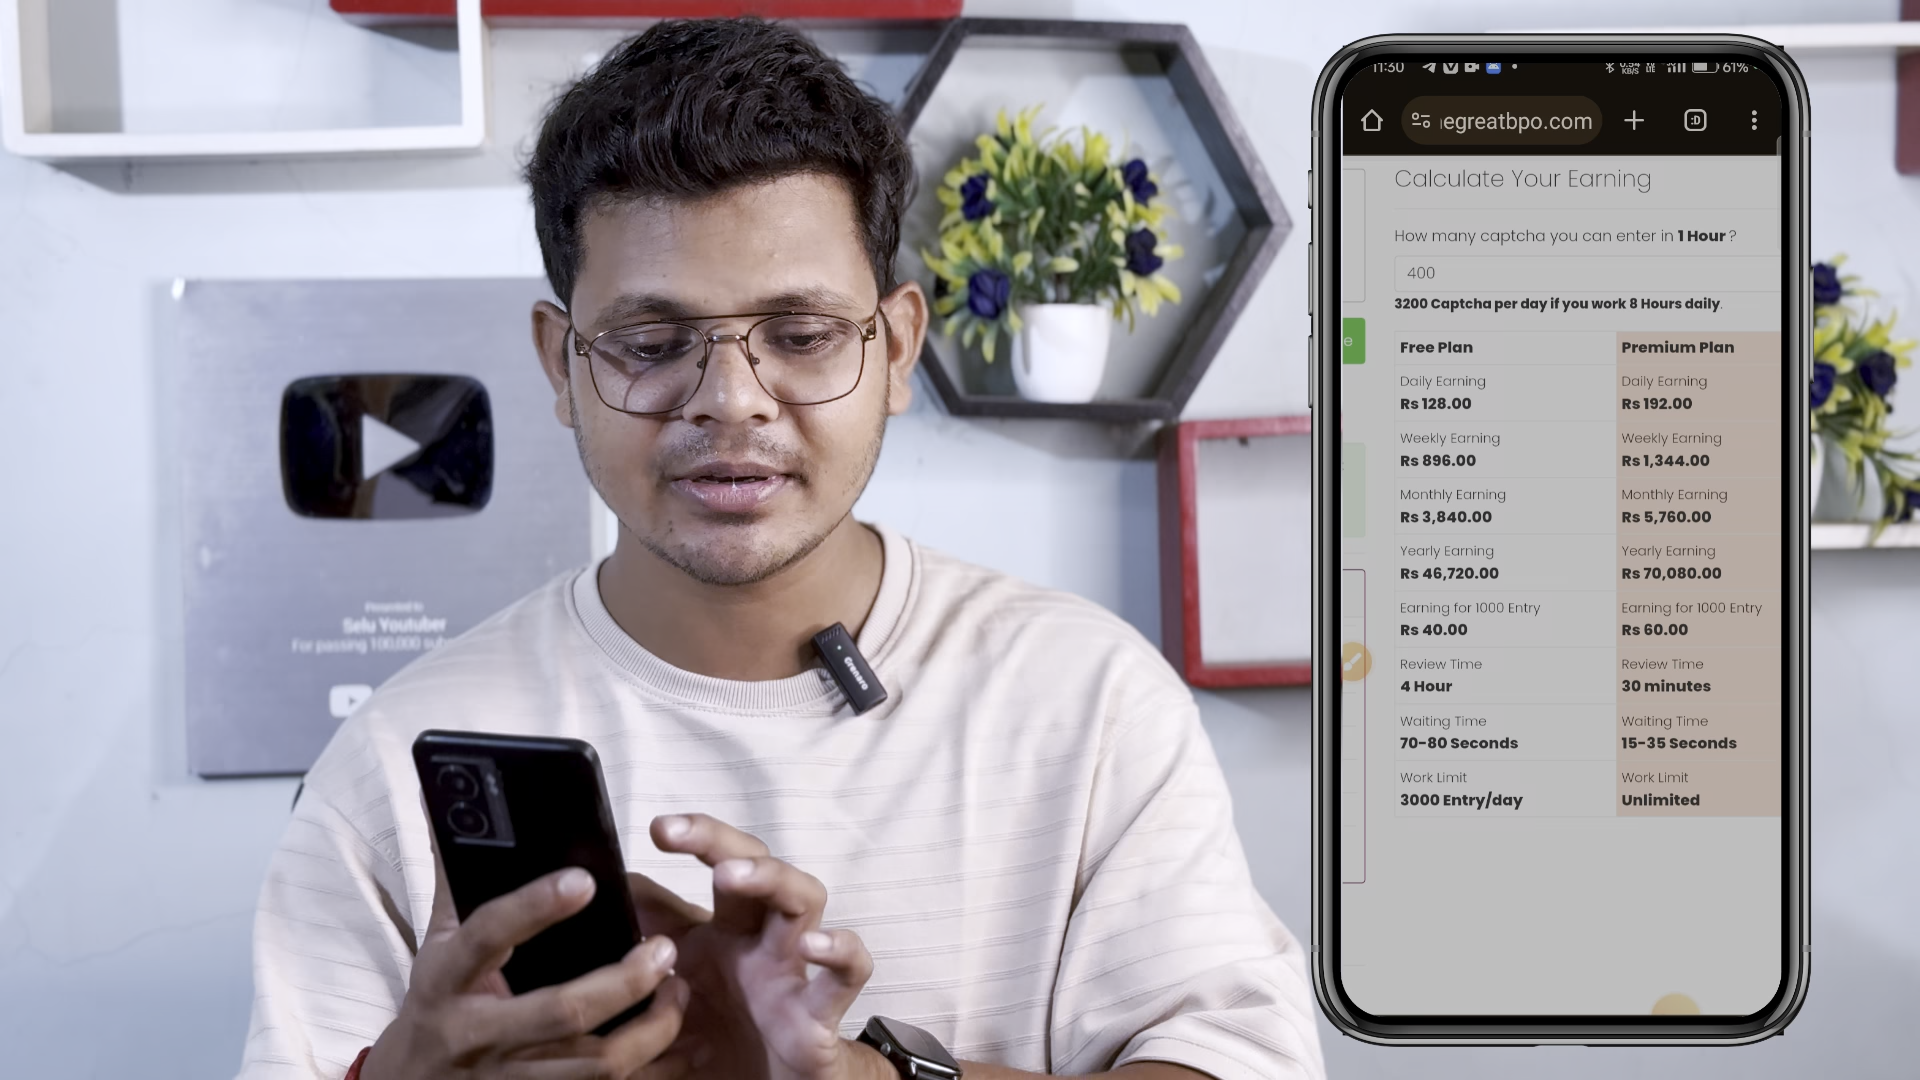 Presented to
Selu Youtuber
For passing 100,000
Grenaro
11:30
61%
egreatbpo.com
:D
Calculate Your Earning
How many captcha you can enter in 1 Hour ?
400
3200 Captcha per day if you work 8 Hours daily.
Free Plan Premium Plan
Daily Earning Daily Earning
Rs 128.00 Rs 192.00
Weekly Earning Weekly Earning
Rs 896.00 Rs 1,344.00
Monthly Earning Monthly Earning
Rs 3,840.00 Rs 5,760.00
Yearly Earning Yearly Earning
Rs 46,720.00 Rs 70,080.00
Earning for 1000 Entry Earning for 1000 Entry
Rs 40.00 Rs 60.00
Review Time Review Time
4 Hour 30 minutes
Waiting Time Waiting Time
70-80 Seconds 15-35 Seconds
Work Limit Work Limit
3000 Entry/day Unlimited